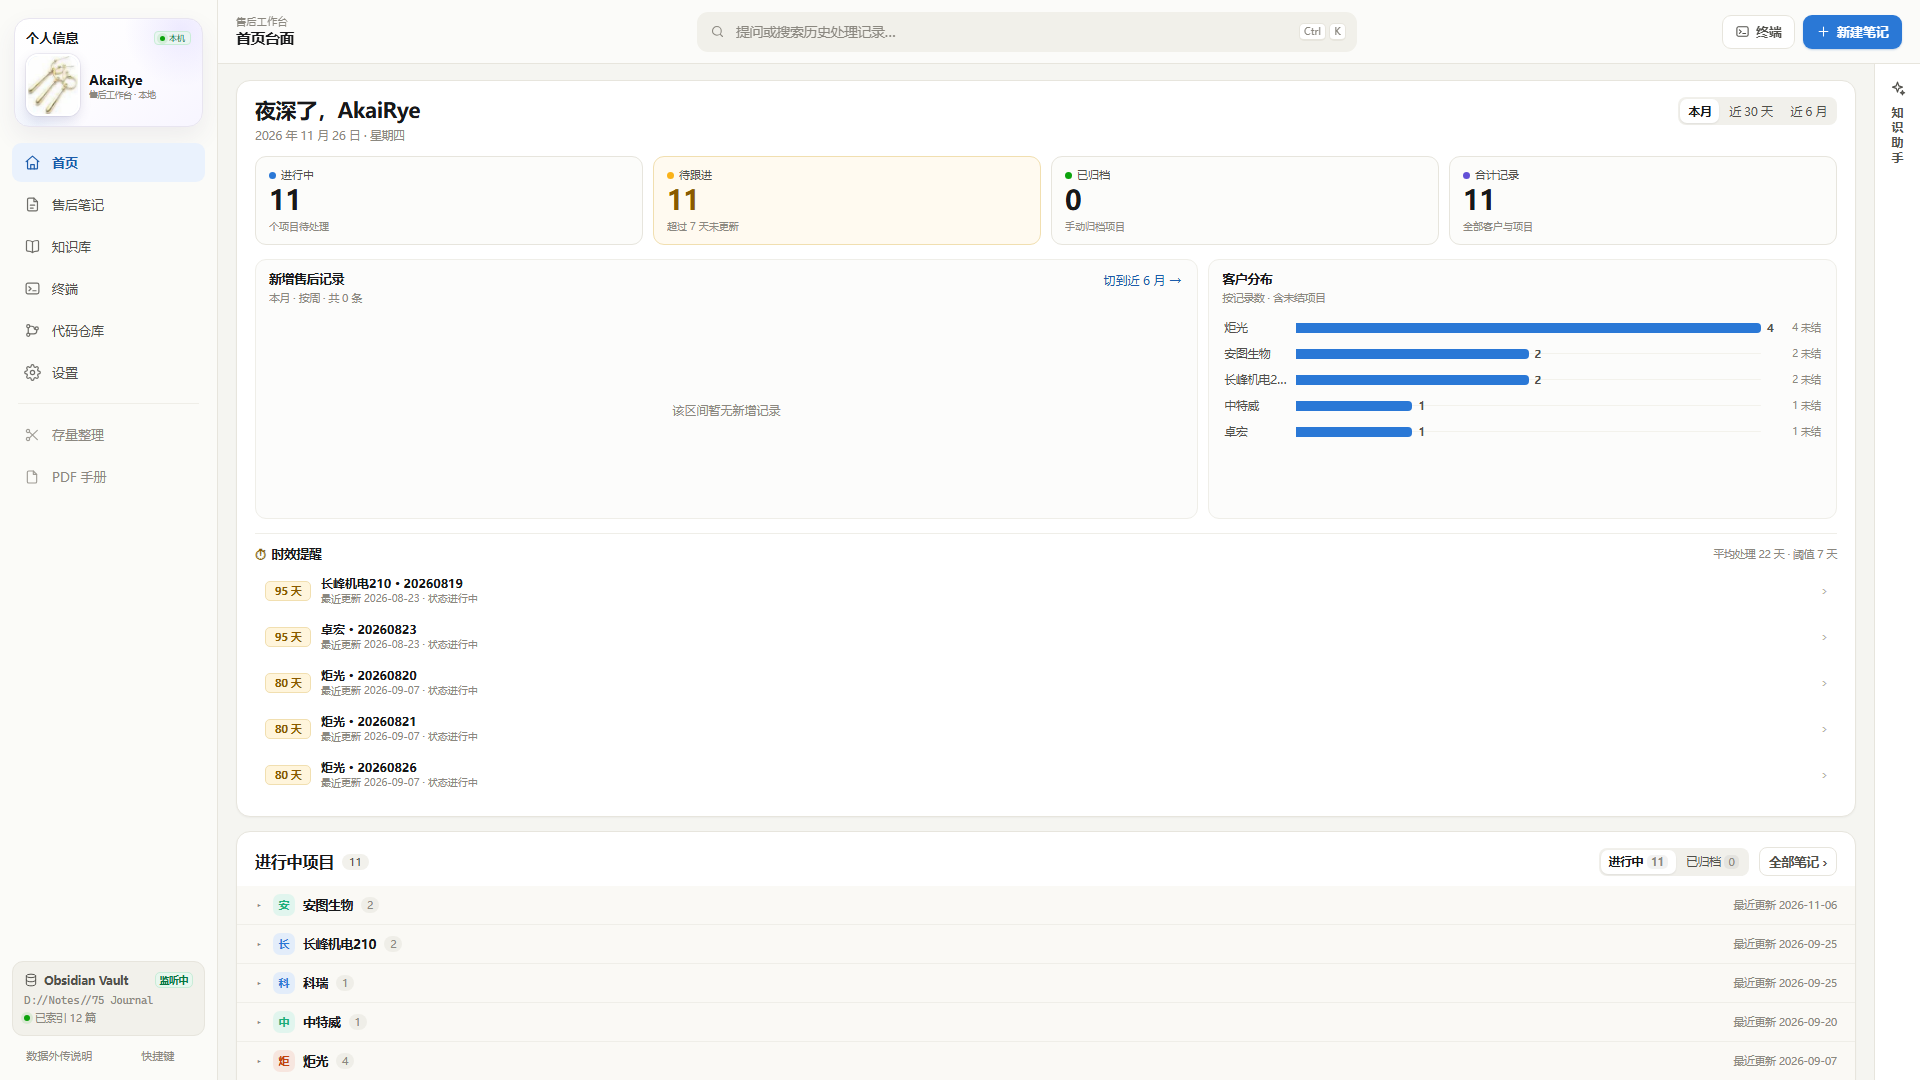 个人信息
本机
AkaiRye
售后工作台 · 本地
首页
售后笔记
知识库
终端
代码仓库
设置
存量整理
PDF 手册
Obsidian Vault
监听中
D://Notes//75 Journal
已索引 12 篇
数据外传说明
快捷键
售后工作台
首页台面
提问或搜索历史处理记录...
Ctrl K
终端
新建笔记
知识助手
夜深了，AkaiRye
2026 年 11 月 26 日 · 星期四
本月 近 30 天 近 6 月
进行中
11
个项目待处理
待跟进
11
超过 7 天未更新
已归档
0
手动归档项目
合计记录
11
全部客户与项目
新增售后记录
本月 · 按周 · 共 0 条
切到近 6 月 →
该区间暂无新增记录
客户分布
按记录数 · 含未结项目
炬光 4 4 未结
安图生物 2 2 未结
长峰机电2... 2 2 未结
中特威 1 1 未结
卓宏 1 1 未结
时效提醒
平均处理 22 天 · 阈值 7 天
95 天
长峰机电210 • 20260819
最近更新 2026-08-23 · 状态进行中
95 天
卓宏 • 20260823
最近更新 2026-08-23 · 状态进行中
80 天
炬光 • 20260820
最近更新 2026-09-07 · 状态进行中
80 天
炬光 • 20260821
最近更新 2026-09-07 · 状态进行中
80 天
炬光 • 20260826
最近更新 2026-09-07 · 状态进行中
进行中项目 11
进行中 11 已归档 0
全部笔记 ›
安 安图生物 2 最近更新 2026-11-06
长 长峰机电210 2 最近更新 2026-09-25
科 科瑞 1 最近更新 2026-09-25
中 中特威 1 最近更新 2026-09-20
炬 炬光 4 最近更新 2026-09-07